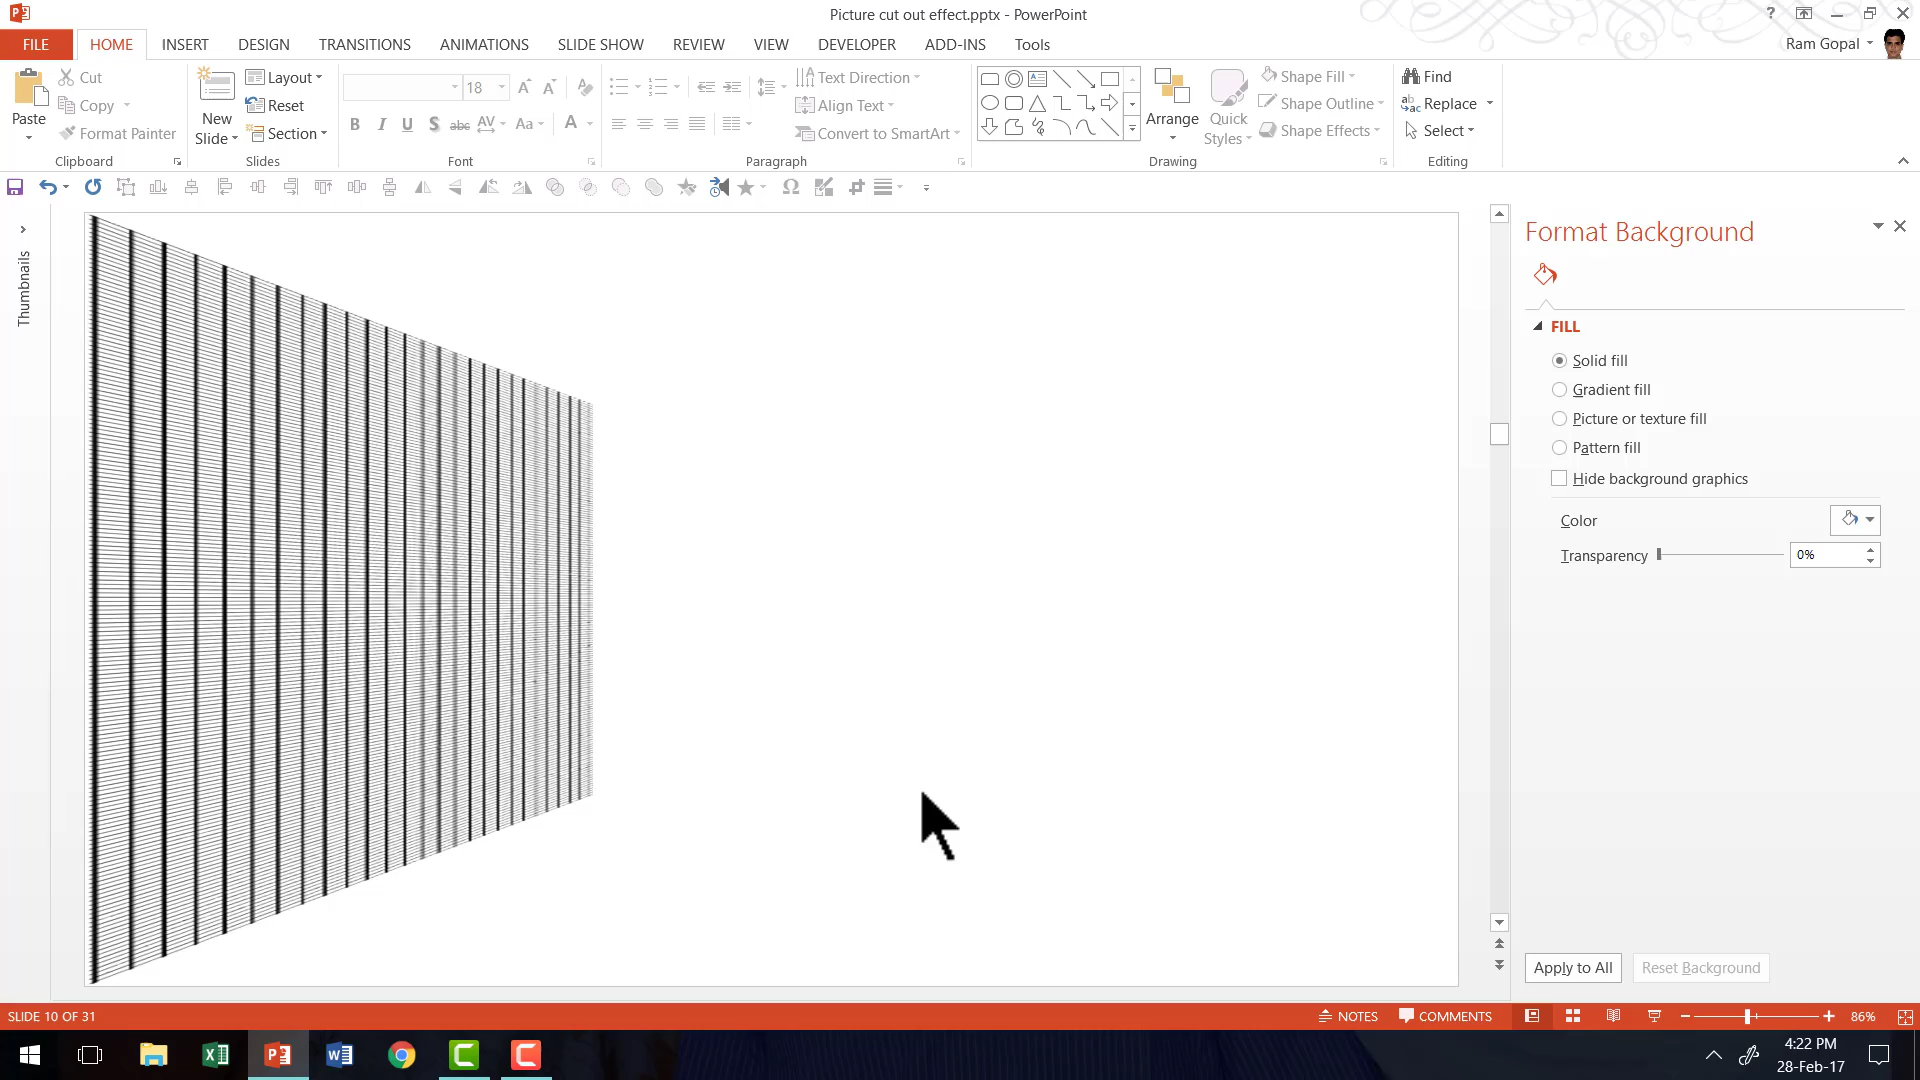 Picture cut out effect.pptx - PowerPoint
FILE HOME INSERT DESIGN TRANSITIONS ANIMATIONS SLIDE SHOW REVIEW VIEW DEVELOPER ADD-INS Tools Ram Gopal
Paste
Cut
Copy
Format Painter
Clipboard
New
Slide
Layout
Reset
Section
Slides
18
B I U S abc AV Aa A
Font
Text Direction
Align Text
Convert to SmartArt
Paragraph
Arrange
Quick
Styles
Shape Fill
Shape Outline
Shape Effects
Drawing
Find
Replace
Select
Editing
Thumbnails
Format Background
FILL
Solid fill
Gradient fill
Picture or texture fill
Pattern fill
Hide background graphics
Color
Transparency 0%
Apply to All Reset Background
SLIDE 10 OF 31 NOTES COMMENTS 86%
4:22 PM
28-Feb-17